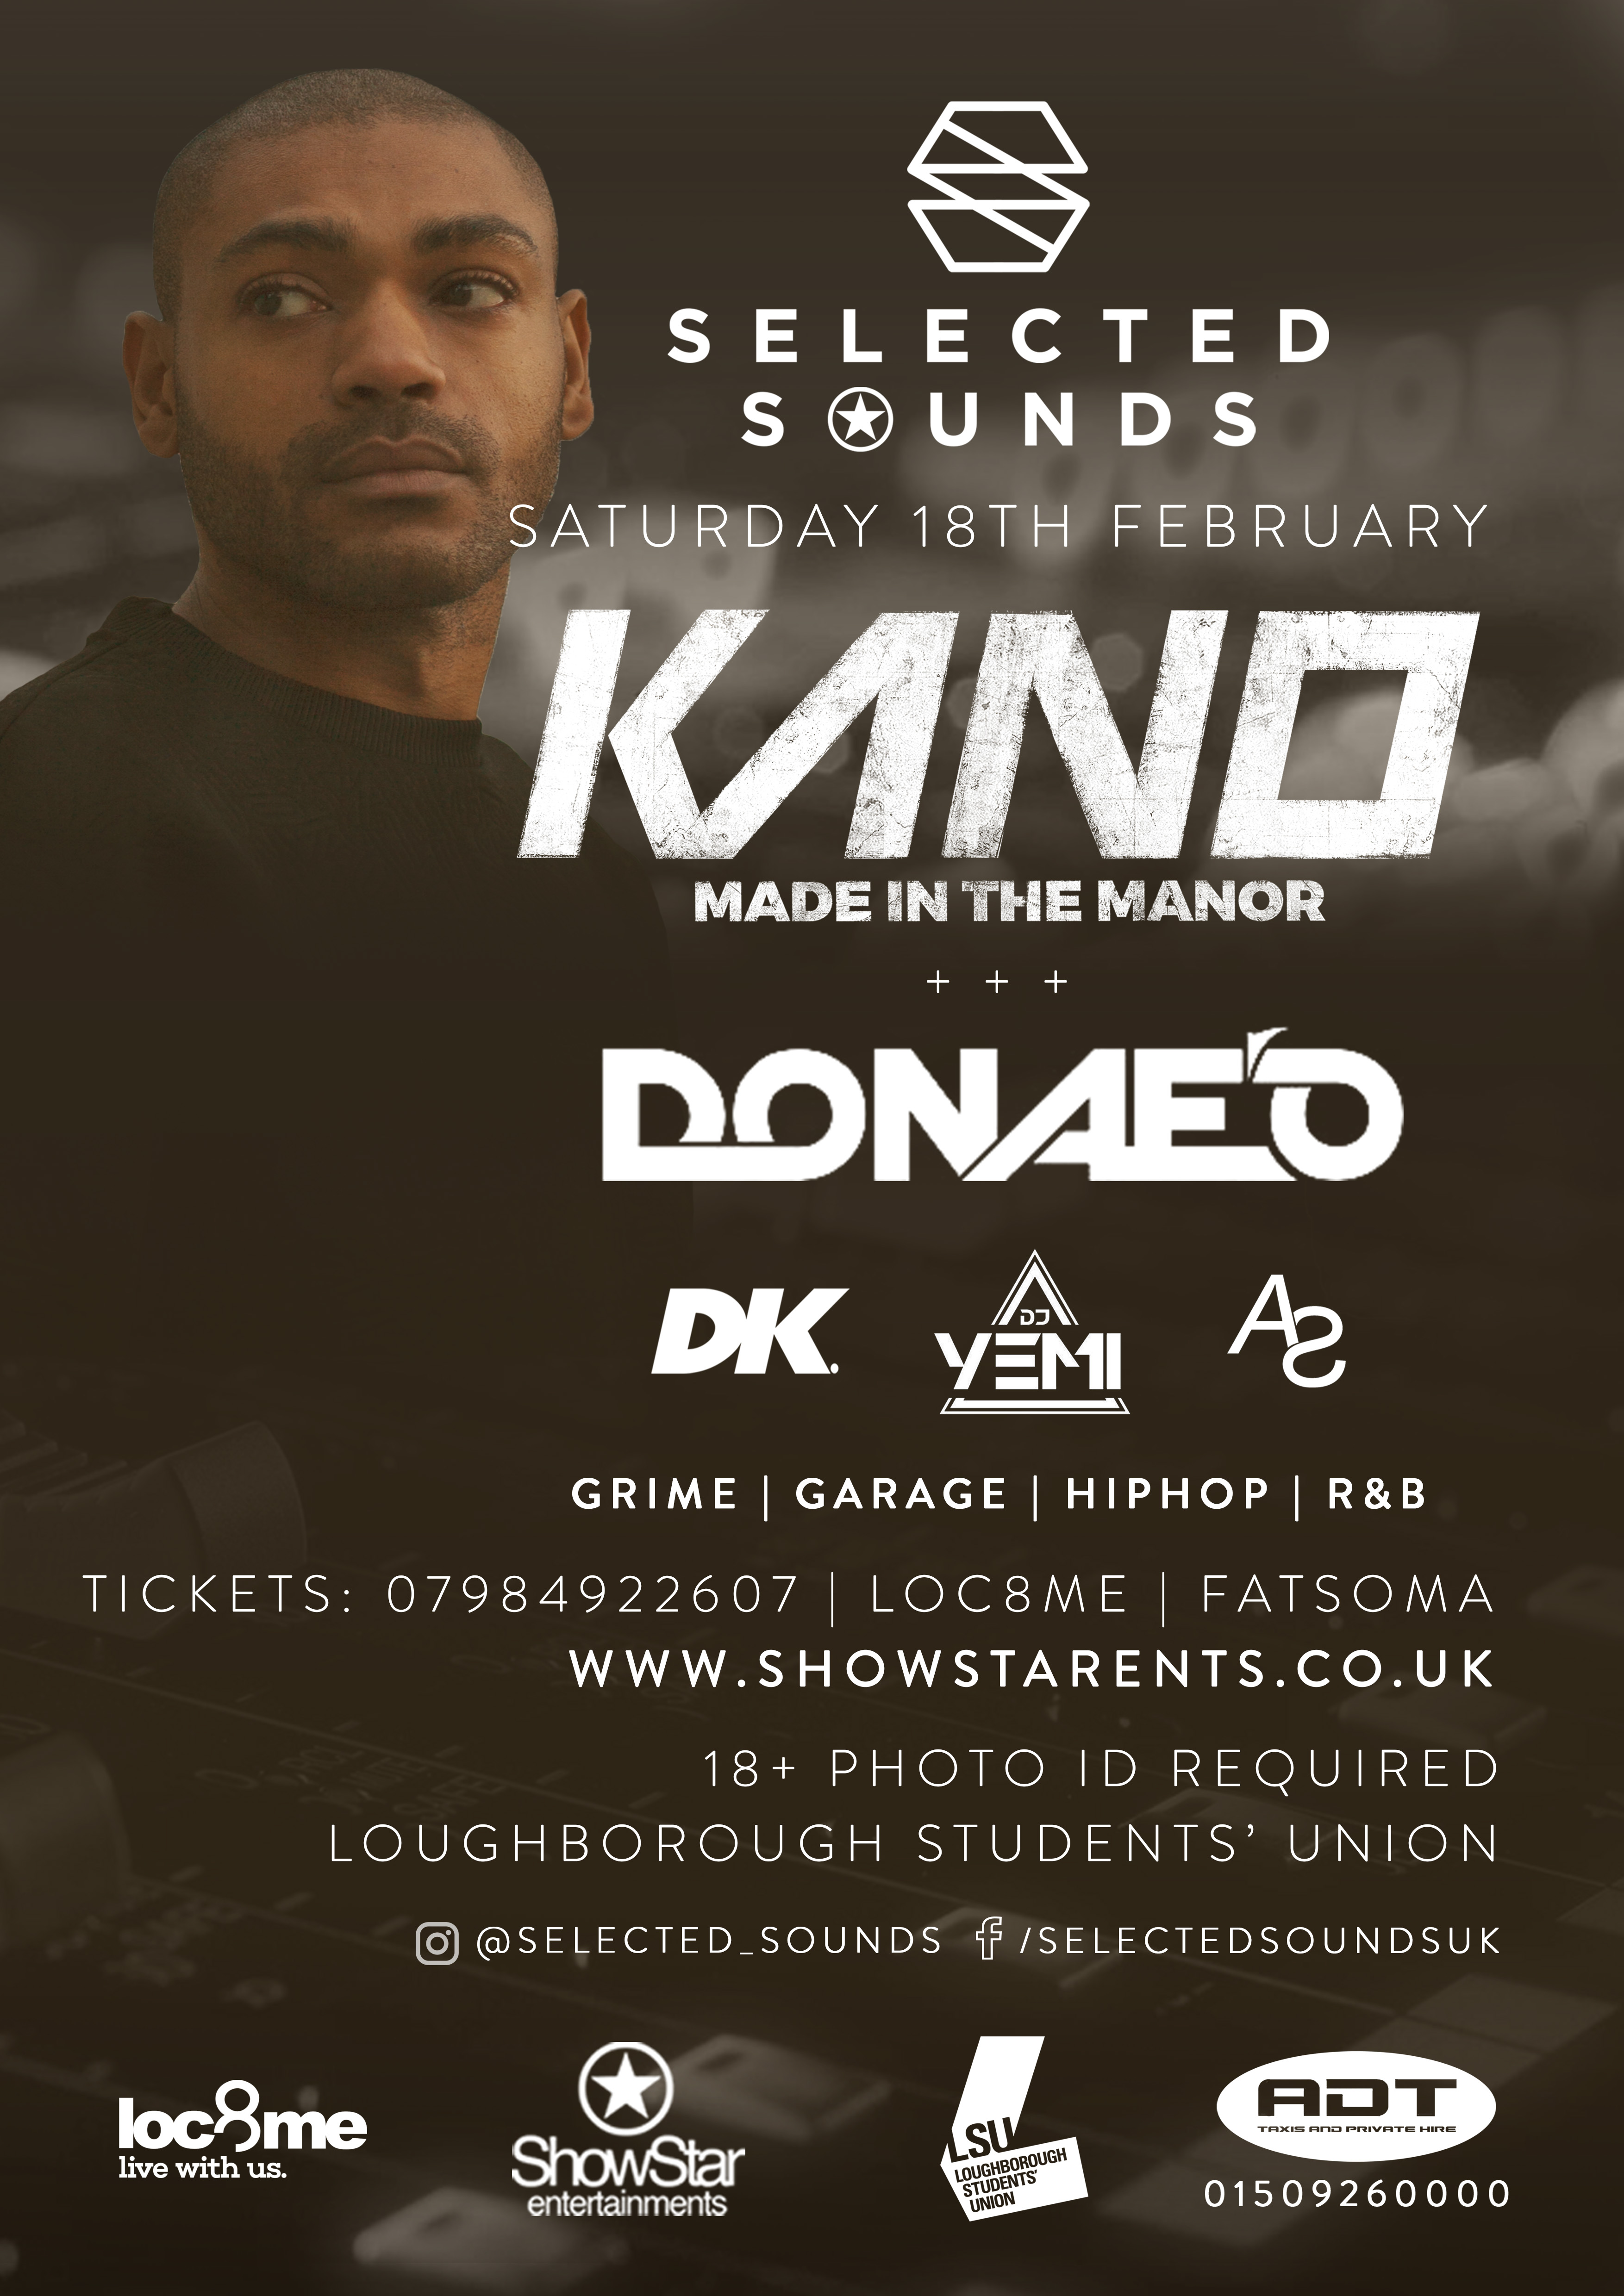 SELECTED
SOUNDS
SATURDAY 18TH FEBRUARY
KANO
MADE IN THE MANOR
+ + +
DONAE'O
DK.
DJ
YEMI
AS
GRIME | GARAGE | HIPHOP | R&B
TICKETS: 07984922607 | LOC8ME | FATSOMA
WWW.SHOWSTARENTS.CO.UK
18+ PHOTO ID REQUIRED
LOUGHBOROUGH STUDENTS’ UNION
@SELECTED_SOUNDS f /SELECTEDSOUNDSUK
loc8me
live with us.
ShowStar
entertainments
LSU
LOUGHBOROUGH
STUDENTS'
UNION
ADT
TAXIS AND PRIVATE HIRE
01509260000